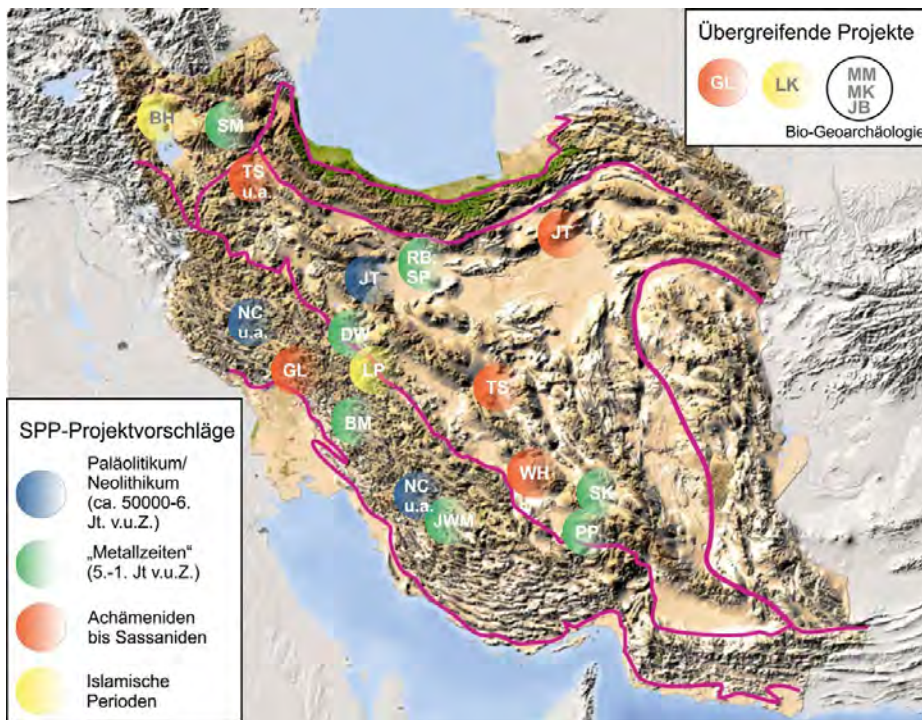 Übergreifende Projekte
GL
LK
MM
MK
JB
Bio-Geoarchäologie
BH
SM
TS
u.a.
JT
RB
SP
JT
NC
u.a.
DW
GL
LP
TS
BM
WH
SK
NC
u.a.
JWM
PP
SPP-Projektvorschläge
Paläolitikum/
Neolithikum
(ca. 50000-6.
Jt. v.u.Z.)
„Metallzeiten"
(5.-1. Jt v.u.Z.)
Achämeniden
bis Sassaniden
Islamische
Perioden